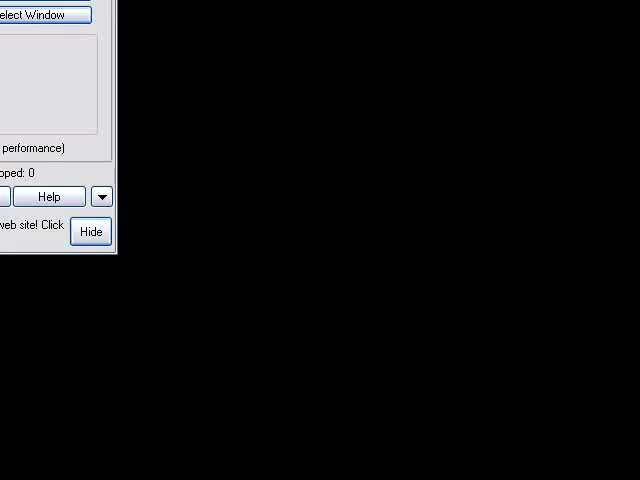 elect Window
performance)
pped: 0
Help
web site! Click
Hide